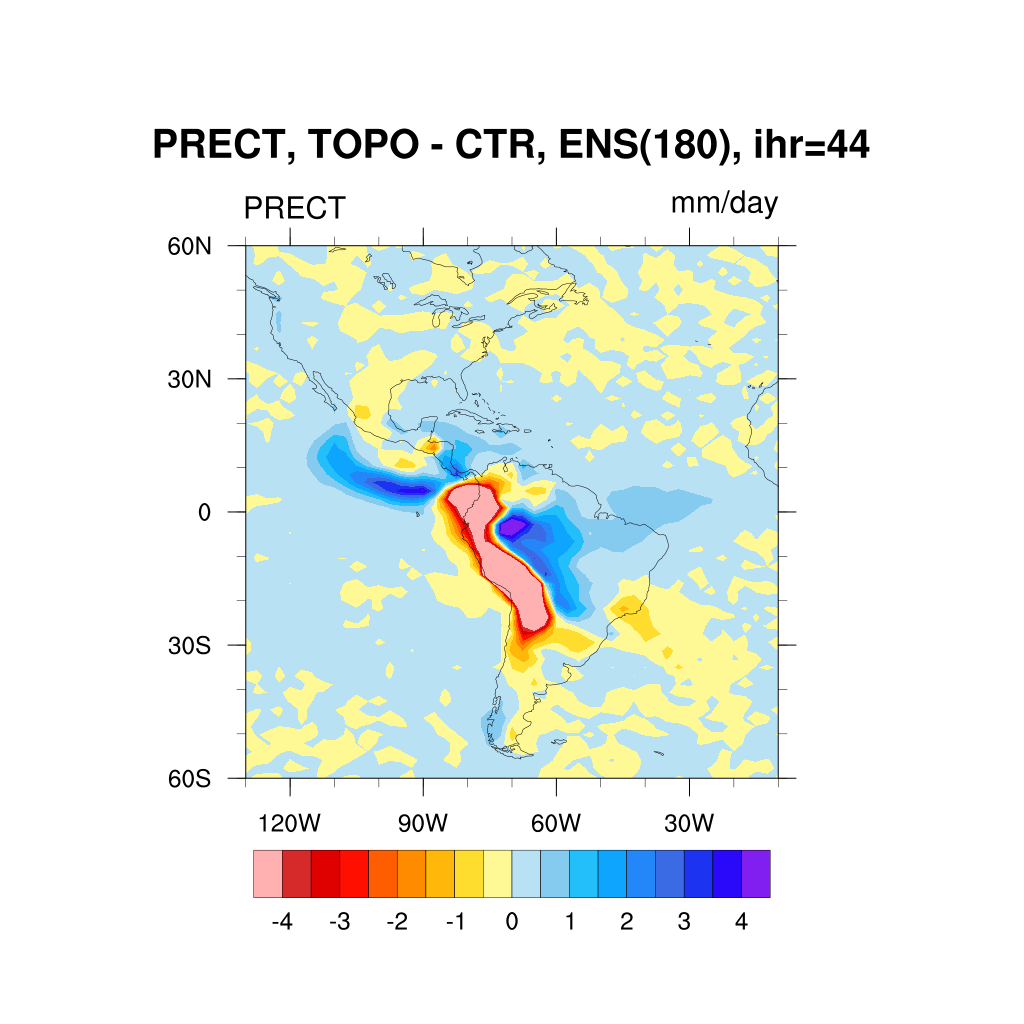 PRECT, TOPO - CTR, ENS(180), ihr=44
PRECT mm/day
60N
30N
0
30S
60S
120W 90W 60W 30W
-4 -3 -2 -1 0 1 2 3 4